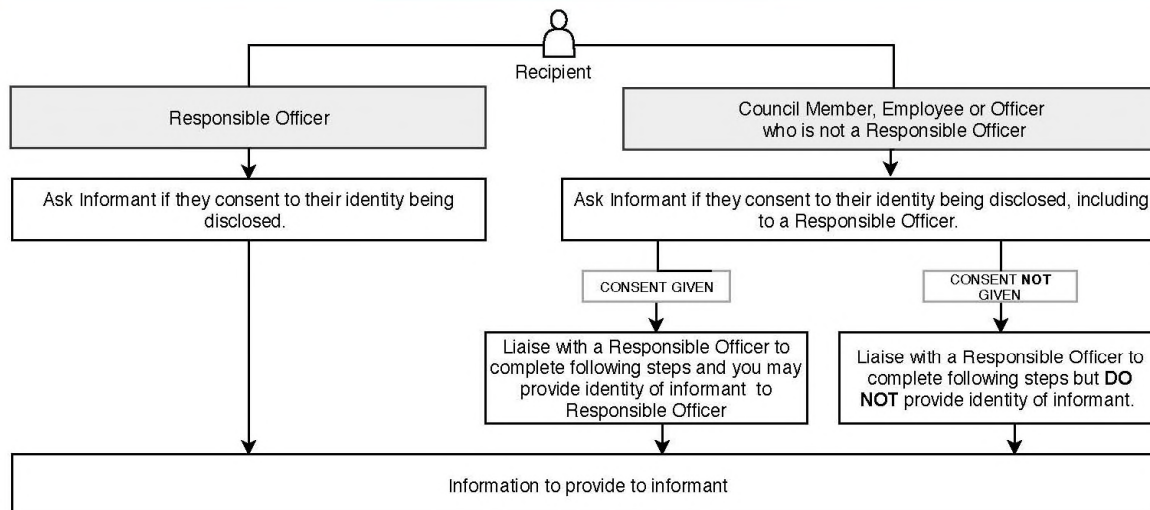 Recipient
Responsible Officer
Council Member, Employee or Officer
who is not a Responsible Officer
Ask Informant if they consent to their identity being
disclosed.
Ask Informant if they consent to their identity being disclosed, including
to a Responsible Officer.
CONSENT GIVEN
CONSENT NOT
GIVEN
Liaise with a Responsible Officer to
complete following steps and you may
provide identity of informant to
Responsible Officer
Liaise with a Responsible Officer to
complete following steps but DO
NOT provide identity of informant.
Information to provide to informant